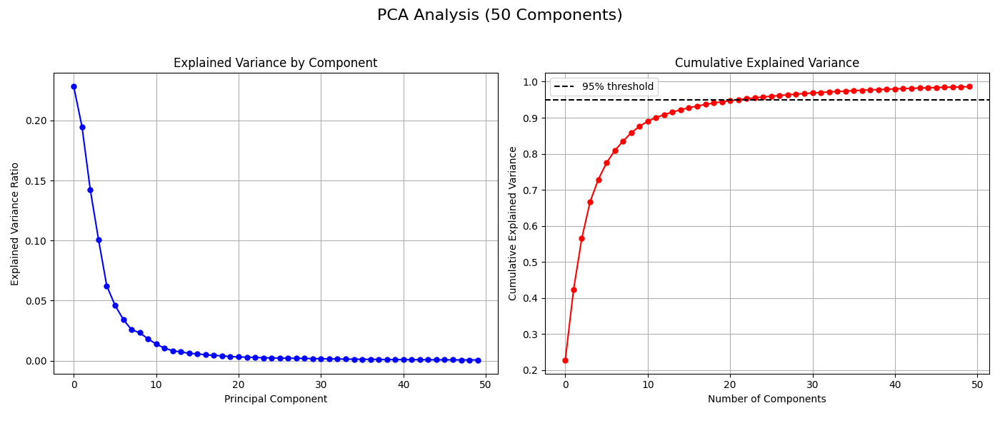 PCA Analysis (50 Components)
Explained Variance by Component
Explained Variance Ratio
0.20
0.15
0.10
0.05
0.00
0 10 20 30 40 50
Principal Component
Cumulative Explained Variance
95% threshold
Cumulative Explained Variance
1.0
0.9
0.8
0.7
0.6
0.5
0.4
0.3
0.2
0 10 20 30 40 50
Number of Components